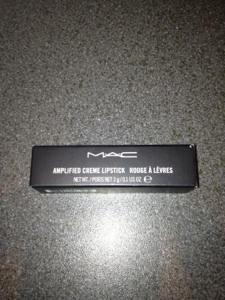 MAC
AMPLIFIED CREME LIPSTICK ROUGE À LÈVRES
NET WT./POIDS NET 3 g/0.1 US OZ ℮